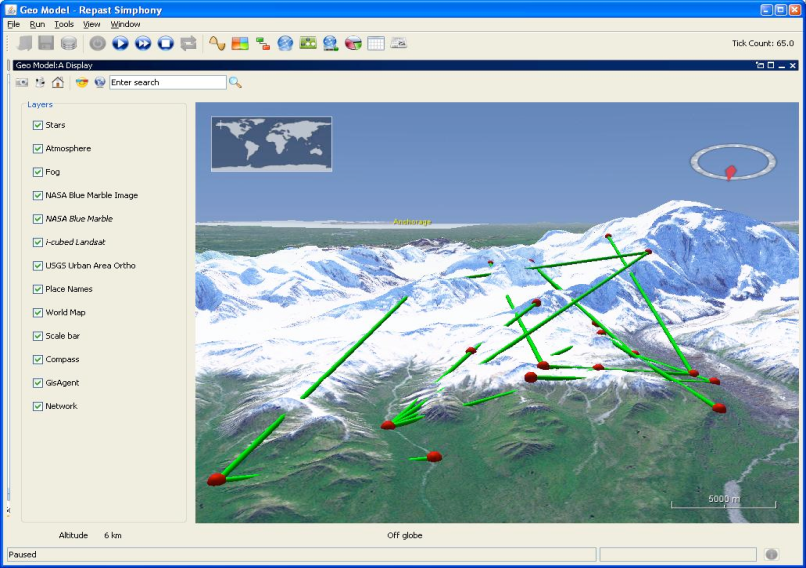 Geo Model - Repast Simphony
File Run Tools View Window
Tick Count: 65.0
Geo Model:A Display
Enter search
Layers
Stars
Atmosphere
Fog
NASA Blue Marble Image
NASA Blue Marble
i-cubed Landsat
USGS Urban Area Ortho
Place Names
World Map
Scale bar
Compass
GisAgent
Network
Anchorage
5000 m
Altitude 6 km
Off globe
Paused